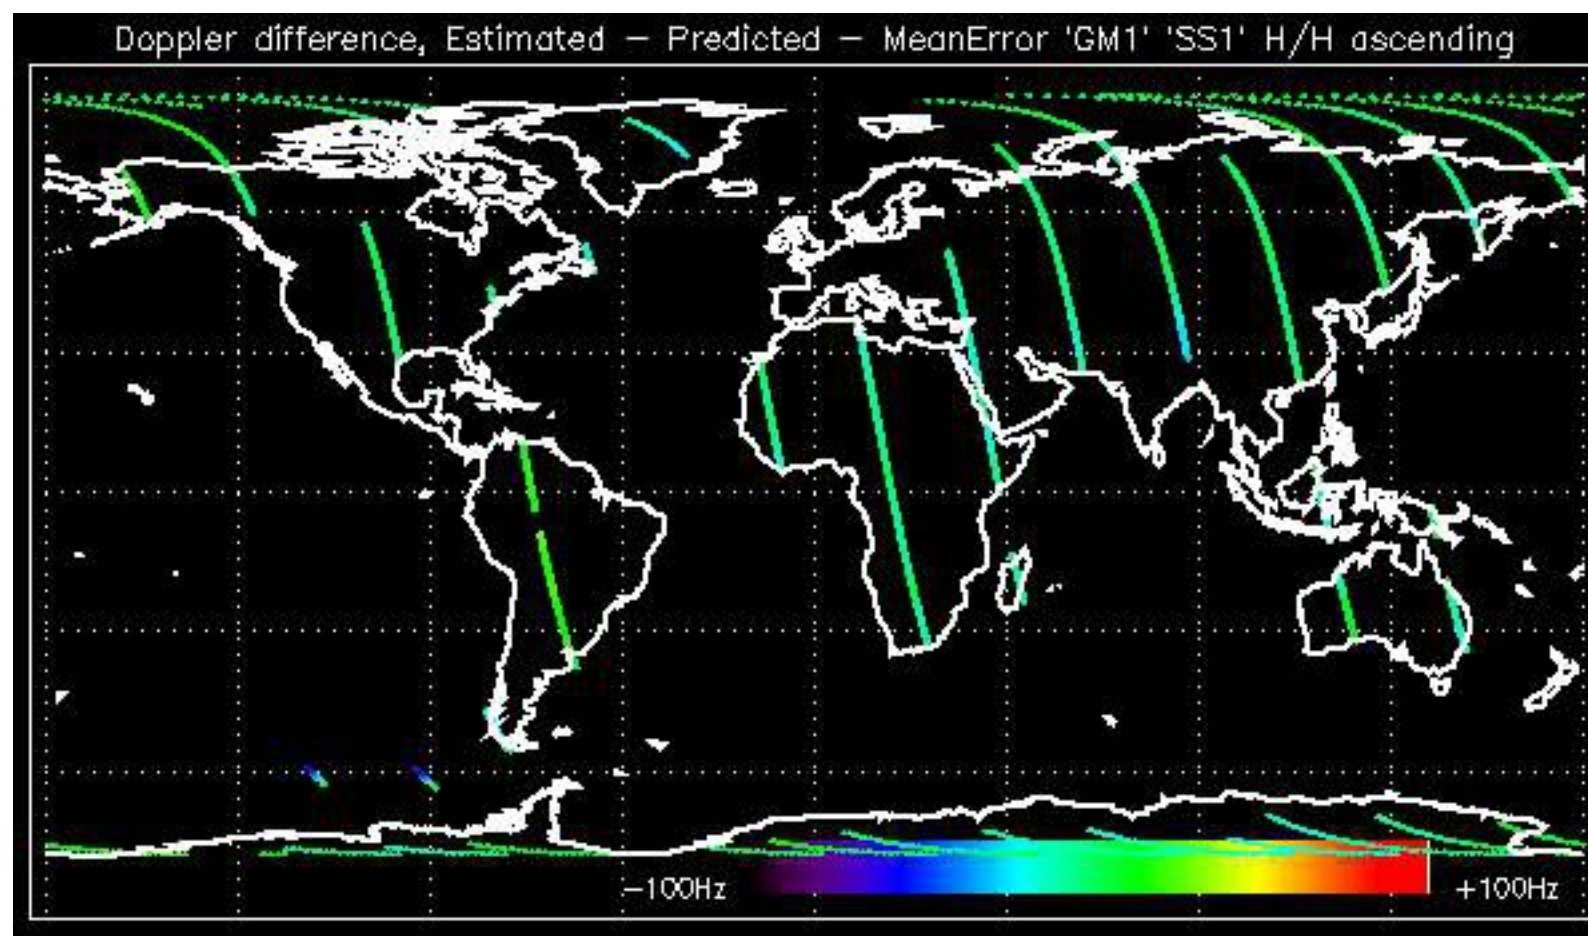 Doppler difference, Estimated - Predicted - MeanError 'GM1' 'SS1' H/H ascending
-100Hz
+100Hz